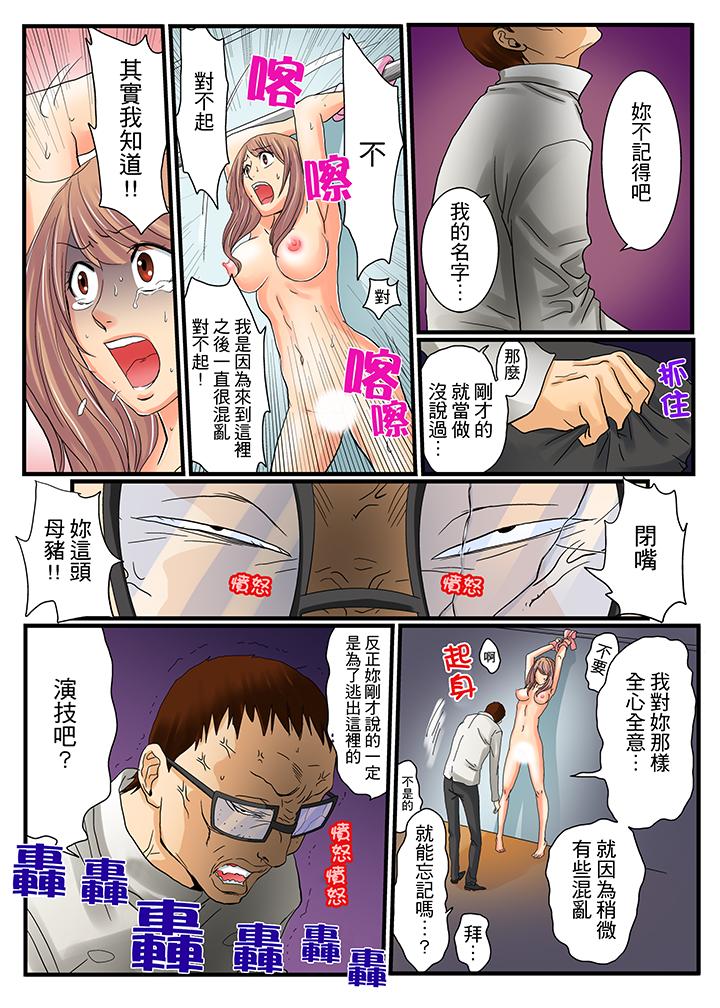 妳不記得吧
我的名字…
不
對不起
喀
嚓
對
我是因為來到這裡
之後一直很混亂
對不起！
喀
嚓
其實我知道!!
抓住
那麼
剛才的
就當做
沒說過…
閉嘴
憤怒
憤怒
妳這頭
母豬!!
我對妳那樣
全心全意…
不要
啊
起身
就因為稍微
有些混亂
不是的
就能忘記嗎…？
拜…
反正妳剛才說的一定
是為了逃出這裡的
演技吧？
憤怒憤怒
轟
轟
轟
轟
轟
轟